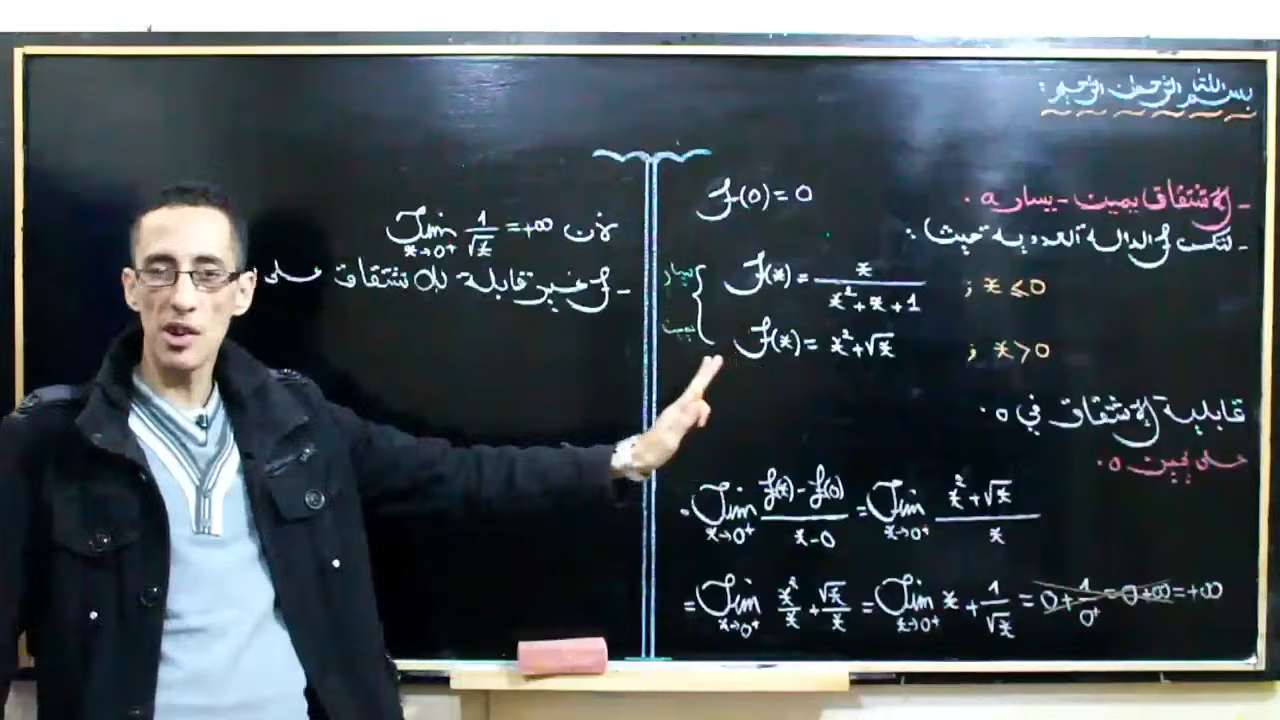 بسم الله الرحمن الرحيم :
- الاشتقاق يمين - يسار a .
- لتكن f الدالة العددية حيث :
f(0)=0
يسار { f(x) = x/(x²+x+1) ; x ≤ 0
يمين { f(x) = x²+√x ; x > 0
قابلية الاشتقاق في 0 .
على يمين 0 .
• Lim x→0⁺ (f(x)-f(0))/(x-0) = Lim x→0⁺ (x²+√x)/x
= Lim x→0⁺ x²/x + √x/x = Lim x→0⁺ x + 1/√x = 0+1/0⁺ = 0+∞ = +∞
لأن Lim x→0⁺ 1/√x = +∞
- f غير قابلة للاشتقاق على